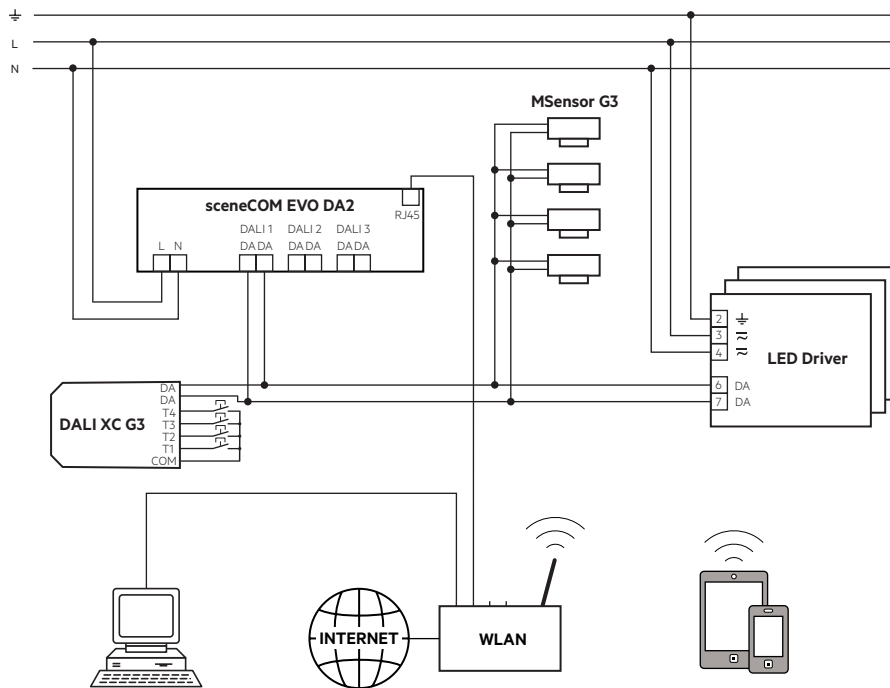 L
N
MSensor G3
sceneCOM EVO DA2
RJ45
DALI 1 DALI 2 DALI 3
L N DA DA DA DA DA DA
2
3
4
LED Driver
6 DA
7 DA
DALI XC G3
DA
DA
T4
T3
T2
T1
COM
INTERNET
WLAN